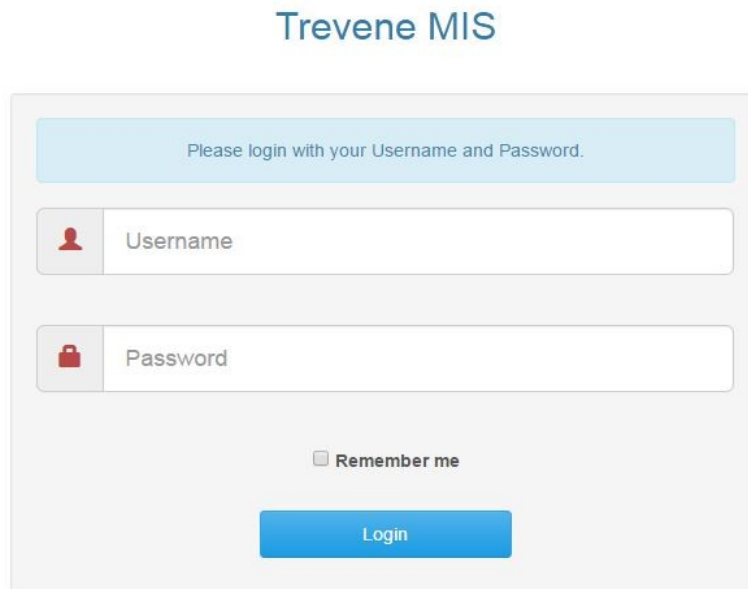 Trevene MIS
Please login with your Username and Password.
Username
Password
Remember me
Login